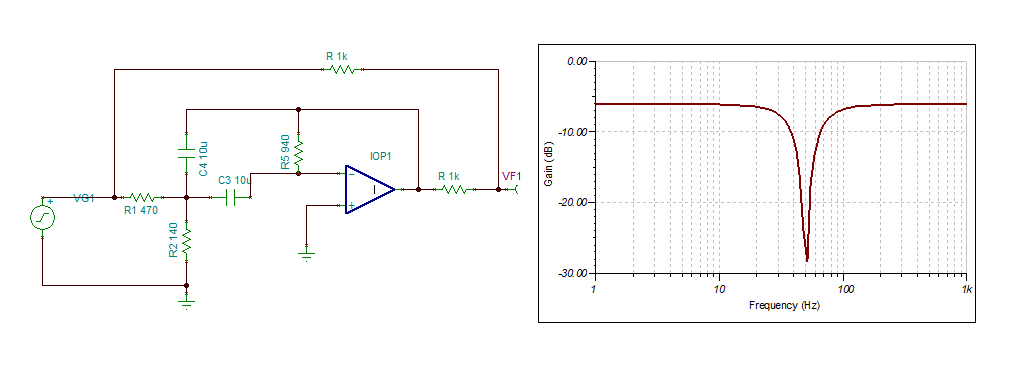 R 1k
R5 940
C4 10u
IOP1
VG1
+
R1 470
C3 10u
R2 140
-
+
R 1k
VF1
0.00
-10.00
-20.00
-30.00
Gain (dB)
1
10
100
1k
Frequency (Hz)